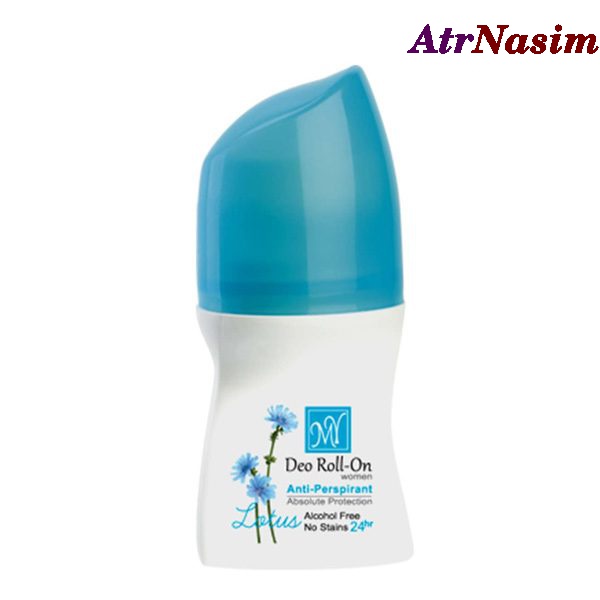 AtrNasim
MY
Deo Roll-On
women
Anti-Perspirant
Absolute Protection
Lotus
Alcohol Free
No Stains 24hr